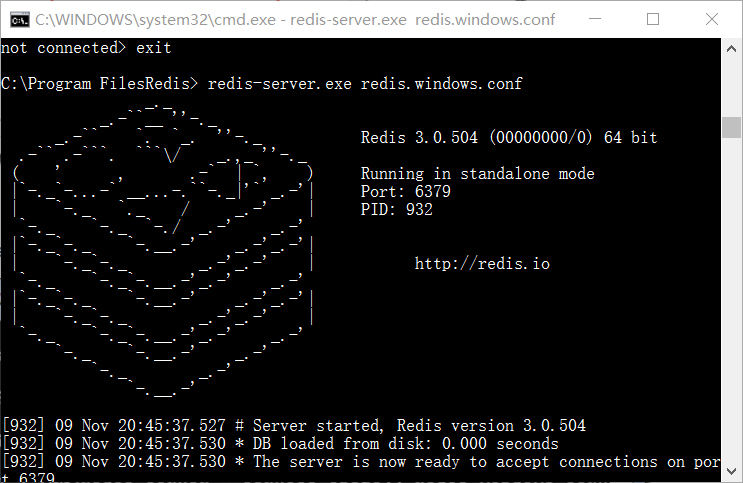 C:\WINDOWS\system32\cmd.exe - redis-server.exe redis.windows.conf
not connected> exit
C:\Program FilesRedis> redis-server.exe redis.windows.conf
Redis 3.0.504 (00000000/0) 64 bit
Running in standalone mode
Port: 6379
PID: 932
http://redis.io
[932] 09 Nov 20:45:37.527 # Server started, Redis version 3.0.504
[932] 09 Nov 20:45:37.530 * DB loaded from disk: 0.000 seconds
[932] 09 Nov 20:45:37.530 * The server is now ready to accept connections on por
t 6379